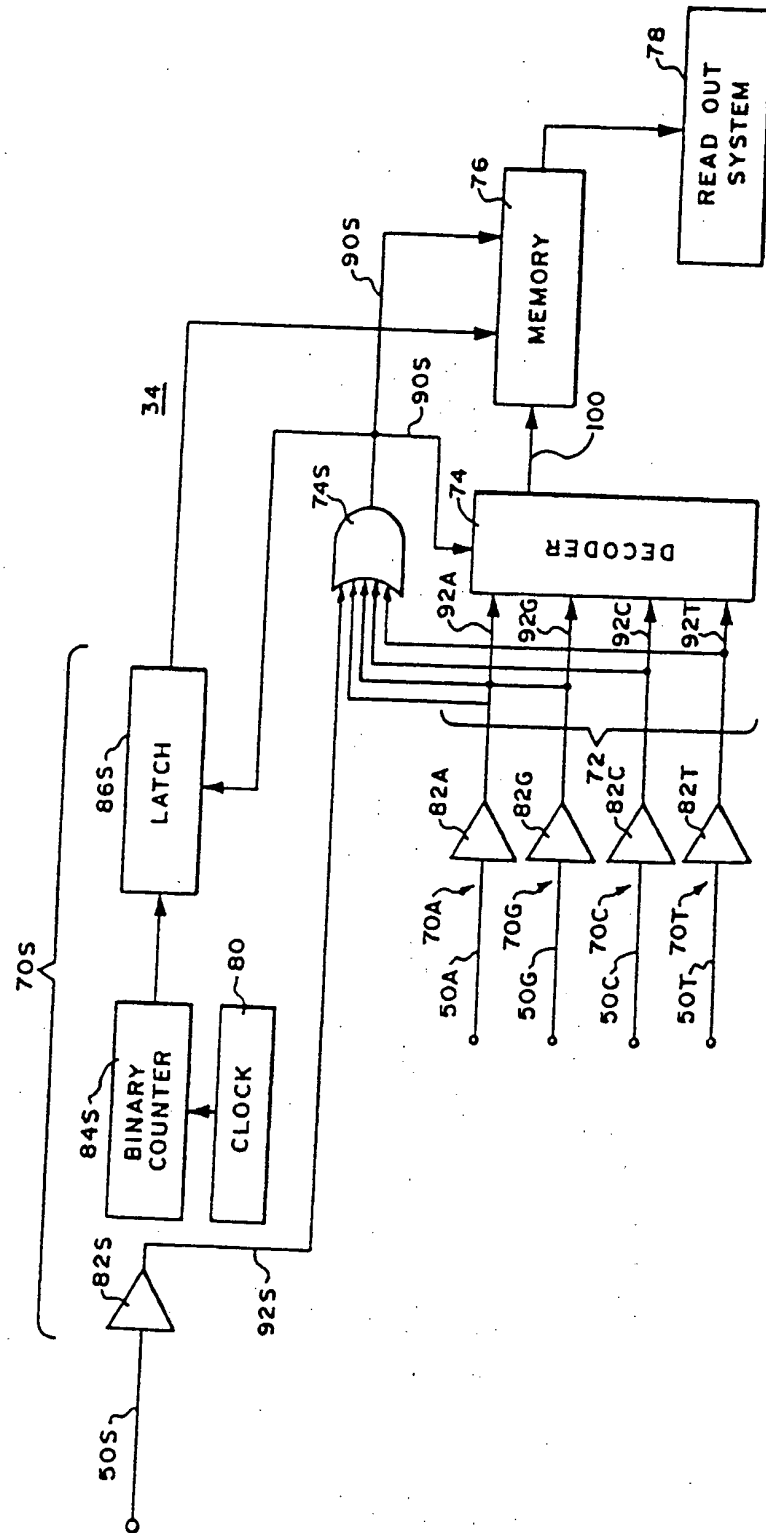 70S
50S
82S
92S
84S
BINARY
COUNTER
80
CLOCK
86S
LATCH
34
74S
90S
90S
76
MEMORY
78
READ OUT
SYSTEM
100
74
DECODER
92A
92G
92C
92T
72
82A
82G
82C
82T
70A
50A
70G
50G
70C
50C
70T
50T